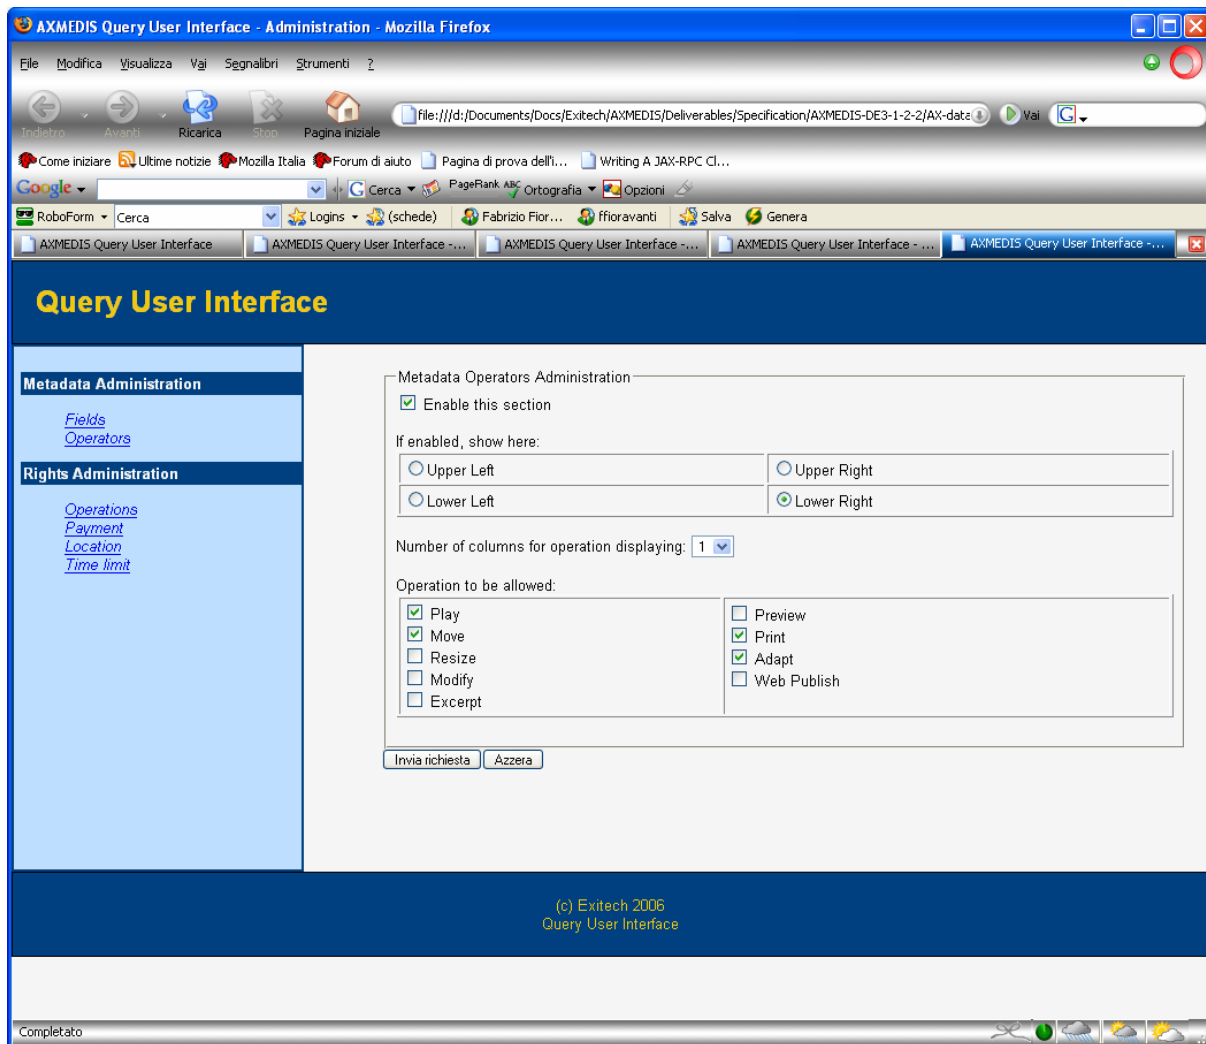 AXMEDIS Query User Interface - Administration - Mozilla Firefox
File Modifica Visualizza Vai Segnalibri Strumenti ?
Indietro Avanti Ricarica Stop Pagina iniziale file:///d:/Documents/Docs/Exitech/AXMEDIS/Deliverables/Specification/AXMEDIS-DE3-1-2-2/AX-data Vai G
Come iniziare Ultime notizie Mozilla Italia Forum di aiuto Pagina di prova dell'i... Writing A JAX-RPC Cl...
Google G Cerca PageRank ABC Ortografia Opzioni
RoboForm Cerca Logins (schede) Fabrizio Fior... ffioravanti Salva Genera
AXMEDIS Query User Interface AXMEDIS Query User Interface -... AXMEDIS Query User Interface -... AXMEDIS Query User Interface - ... AXMEDIS Query User Interface -...
Query User Interface
Metadata Administration
Fields
Operators
Rights Administration
Operations
Payment
Location
Time limit
Metadata Operators Administration
Enable this section
If enabled, show here:
Upper Left Upper Right
Lower Left Lower Right
Number of columns for operation displaying: 1
Operation to be allowed:
Play Preview
Move Print
Resize Adapt
Modify Web Publish
Excerpt
Invia richiesta Azzera
(c) Exitech 2006
Query User Interface
Completato